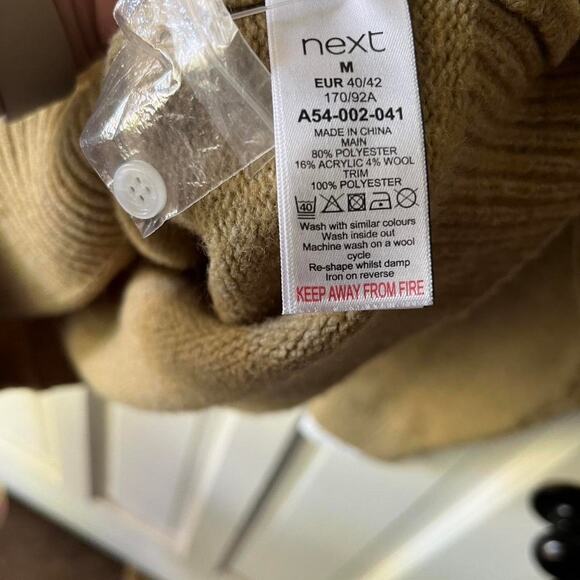 next
M
EUR 40/42
170/92A
A54-002-041
MADE IN CHINA
MAIN
80% POLYESTER
16% ACRYLIC 4% WOOL
TRIM
100% POLYESTER
40
Wash with similar colours
Wash inside out
Machine wash on a wool
cycle
Re-shape whilst damp
Iron on reverse
KEEP AWAY FROM FIRE